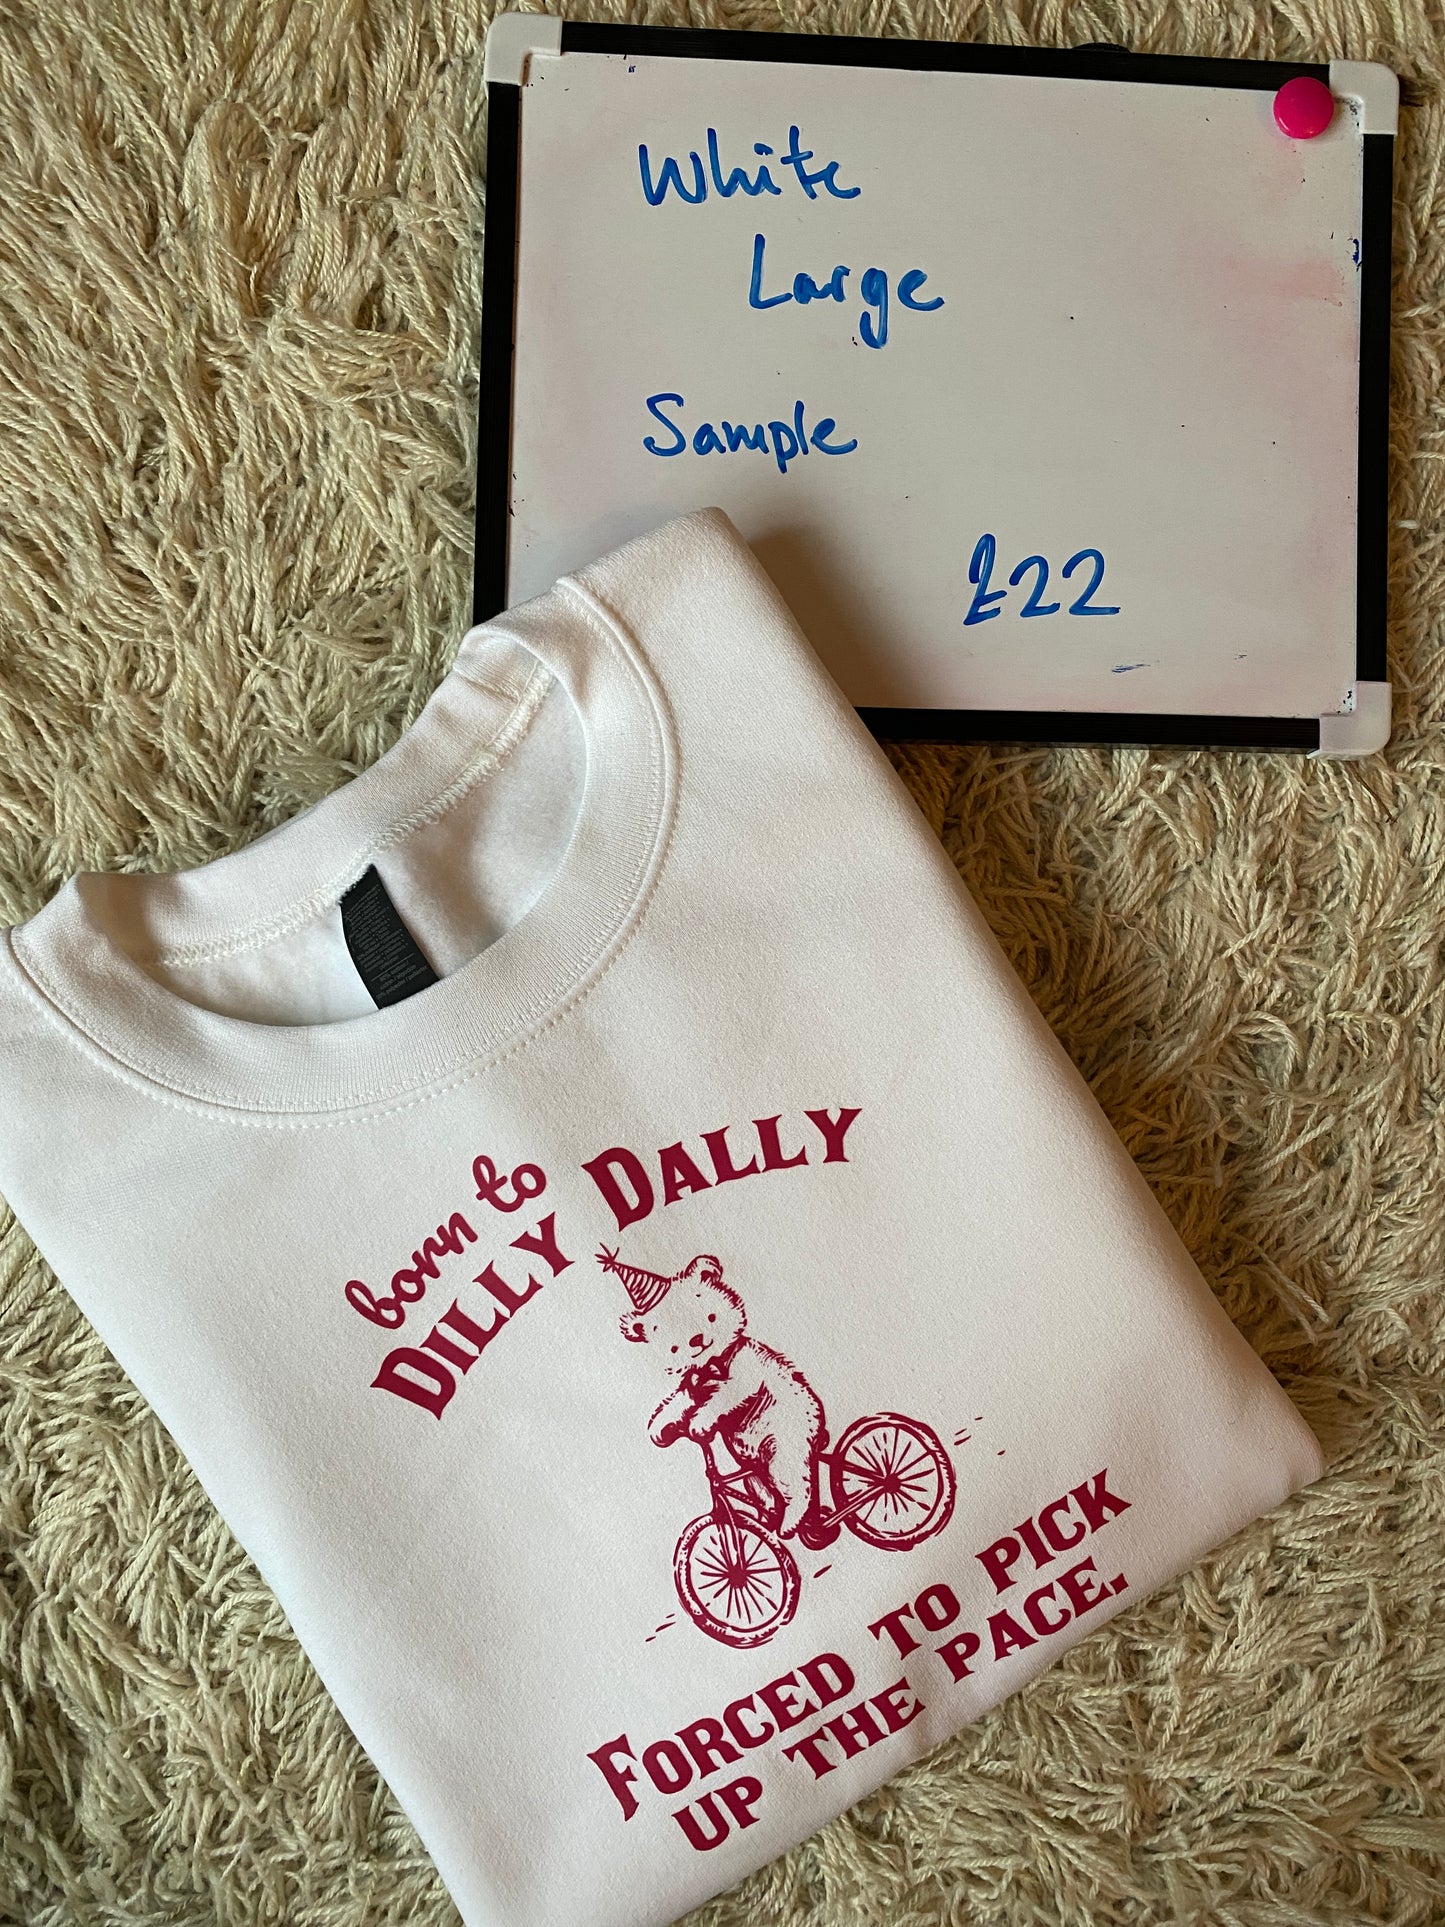 White
Large
Sample
£22
born to
DILLY DALLY
FORCED TO PICK
UP THE PACE.